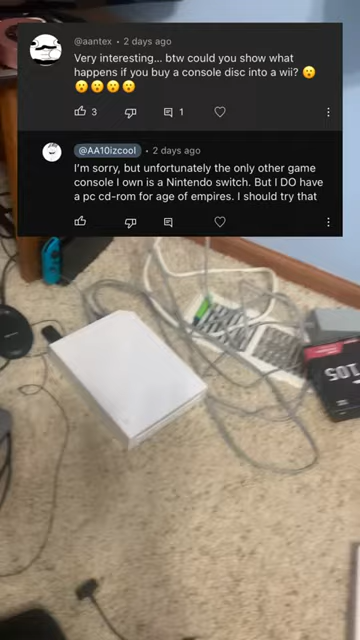 @aantex • 2 days ago
Very interesting... btw could you show what
happens if you buy a console disc into a wii? 😮
😮😮😮😮
3
1
@AA10izcool • 2 days ago
I'm sorry, but unfortunately the only other game
console I own is a Nintendo switch. But I DO have
a pc cd-rom for age of empires. I should try that
105